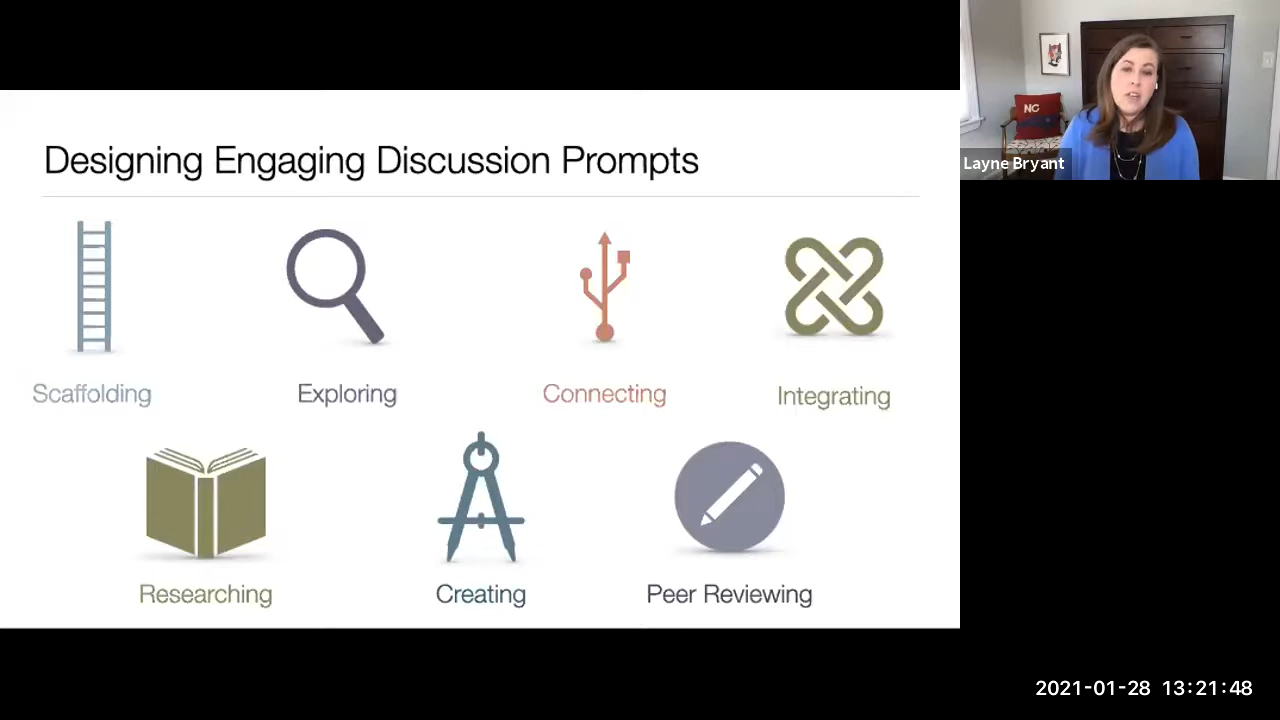 Designing Engaging Discussion Prompts
NC
Layne Bryant
Scaffolding
Exploring
Connecting
Integrating
Researching
Creating
Peer Reviewing
2021-01-28 13:21:48